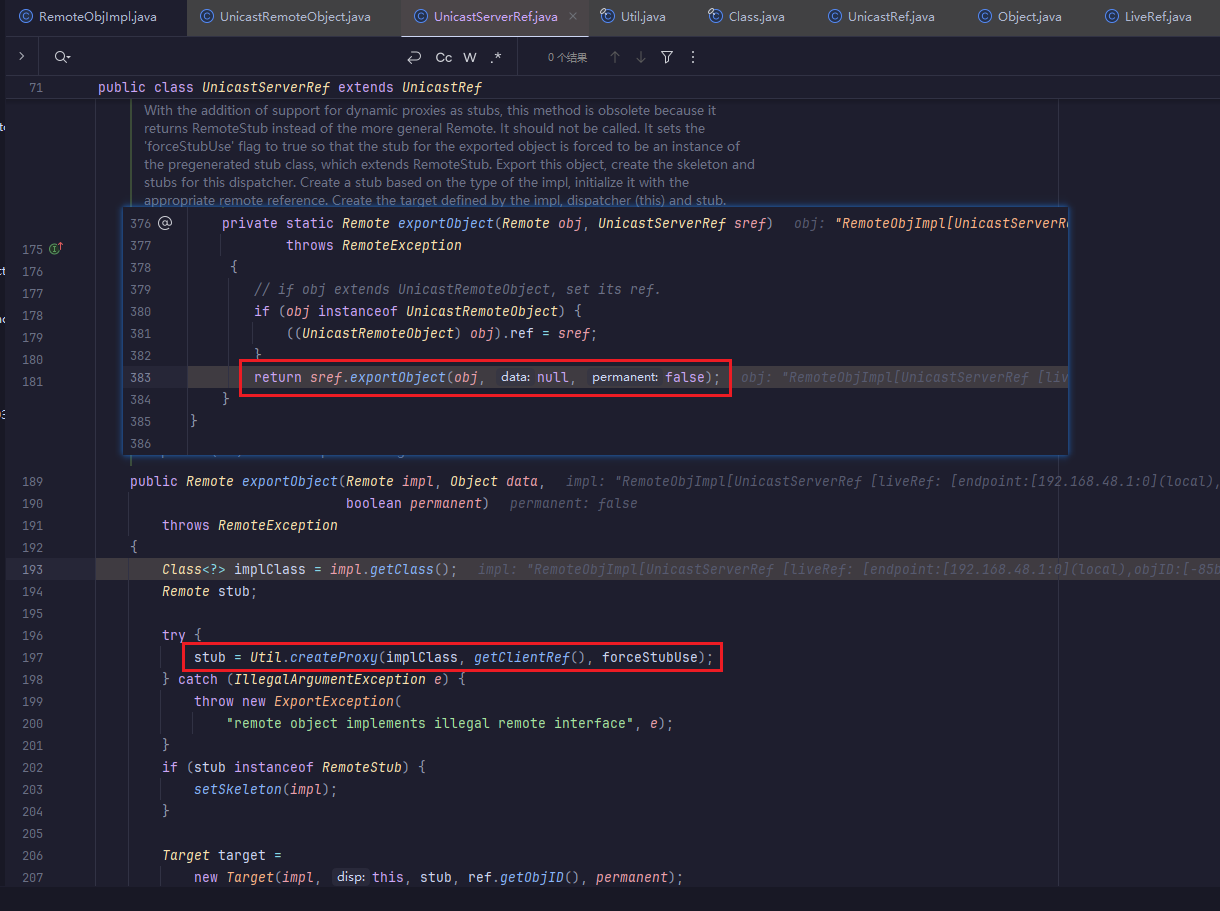 RemoteObjImpl.java UnicastRemoteObject.java UnicastServerRef.java × Util.java Class.java UnicastRef.java Object.java LiveRef.java
Cc W .* 0 个结果
71 public class UnicastServerRef extends UnicastRef
With the addition of support for dynamic proxies as stubs, this method is obsolete because it
returns RemoteStub instead of the more general Remote. It should not be called. It sets the
'forceStubUse' flag to true so that the stub for the exported object is forced to be an instance of
the pregenerated stub class, which extends RemoteStub. Export this object, create the skeleton and
stubs for this dispatcher. Create a stub based on the type of the impl, initialize it with the
appropriate remote reference. Create the target defined by the impl, dispatcher (this) and stub.
175
176
177
178
179
180
181
376 @ private static Remote exportObject(Remote obj, UnicastServerRef sref) obj: "RemoteObjImpl[UnicastServerRe
377 throws RemoteException
378 {
379 // if obj extends UnicastRemoteObject, set its ref.
380 if (obj instanceof UnicastRemoteObject) {
381 ((UnicastRemoteObject) obj).ref = sref;
382 }
383 return sref.exportObject(obj, data: null, permanent: false); obj: "RemoteObjImpl[UnicastServerRef [liv
384 }
385 }
386
189 public Remote exportObject(Remote impl, Object data, impl: "RemoteObjImpl[UnicastServerRef [liveRef: [endpoint:[192.168.48.1:0](local),
190 boolean permanent) permanent: false
191 throws RemoteException
192 {
193 Class<?> implClass = impl.getClass(); impl: "RemoteObjImpl[UnicastServerRef [liveRef: [endpoint:[192.168.48.1:0](local),objID:[-85b
194 Remote stub;
195
196 try {
197 stub = Util.createProxy(implClass, getClientRef(), forceStubUse);
198 } catch (IllegalArgumentException e) {
199 throw new ExportException(
200 "remote object implements illegal remote interface", e);
201 }
202 if (stub instanceof RemoteStub) {
203 setSkeleton(impl);
204 }
205
206 Target target =
207 new Target(impl, disp: this, stub, ref.getObjID(), permanent);